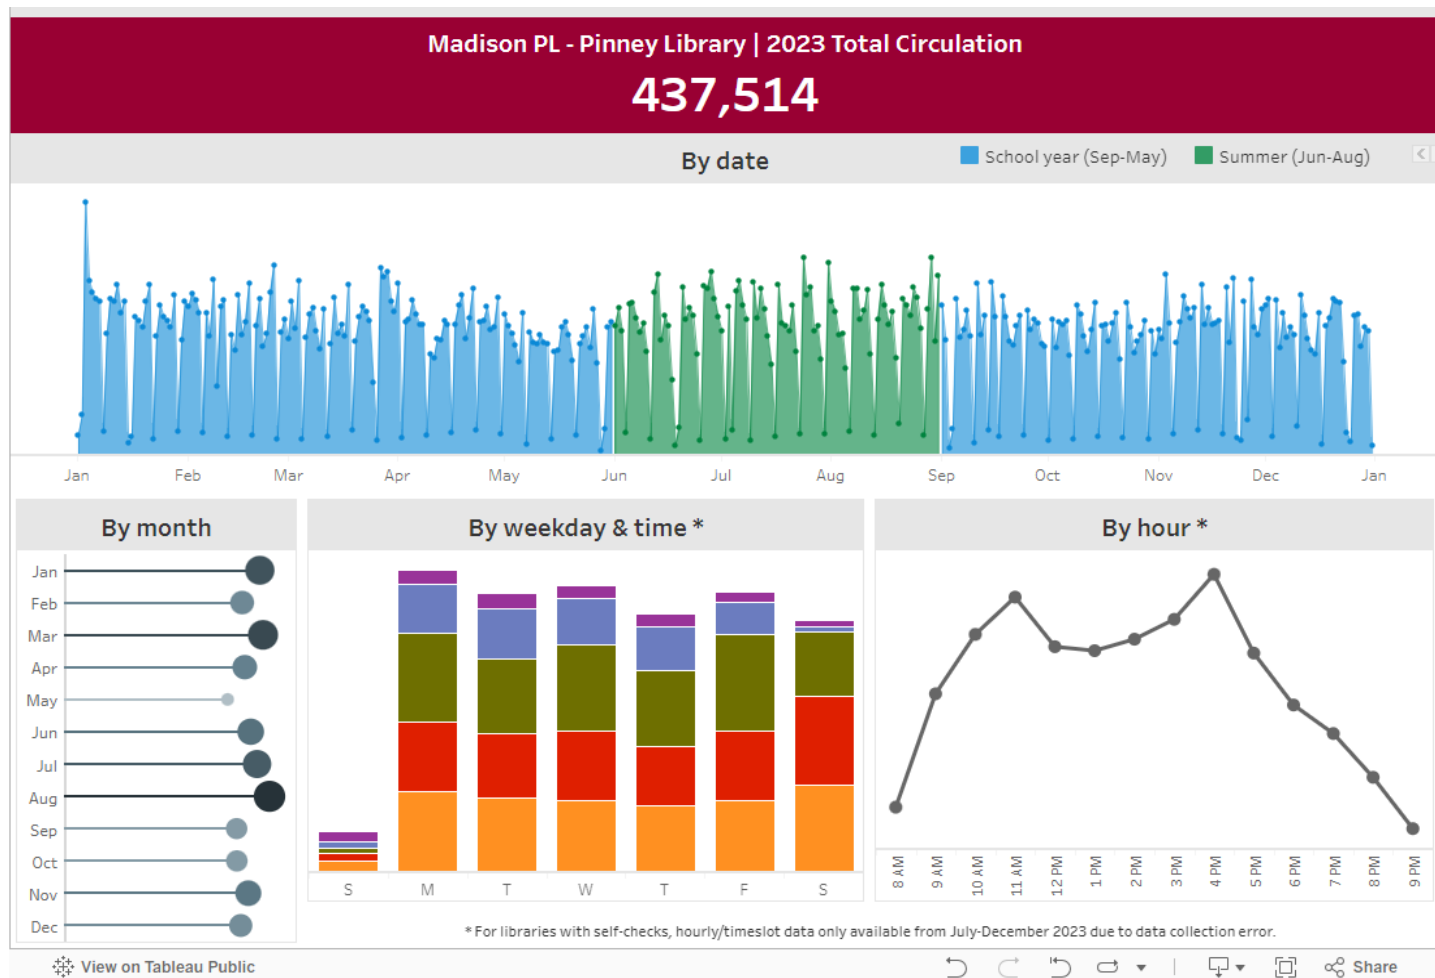 Madison PL - Pinney Library | 2023 Total Circulation
437,514
By date
School year (Sep-May)
Summer (Jun-Aug)
Jan Feb Mar Apr May Jun Jul Aug Sep Oct Nov Dec Jan
By month
Jan
Feb
Mar
Apr
May
Jun
Jul
Aug
Sep
Oct
Nov
Dec
By weekday & time *
S M T W T F S
By hour *
8 AM
9 AM
10 AM
11 AM
12 PM
1 PM
2 PM
3 PM
4 PM
5 PM
6 PM
7 PM
8 PM
9 PM
* For libraries with self-checks, hourly/timeslot data only available from July-December 2023 due to data collection error.
View on Tableau Public
Share